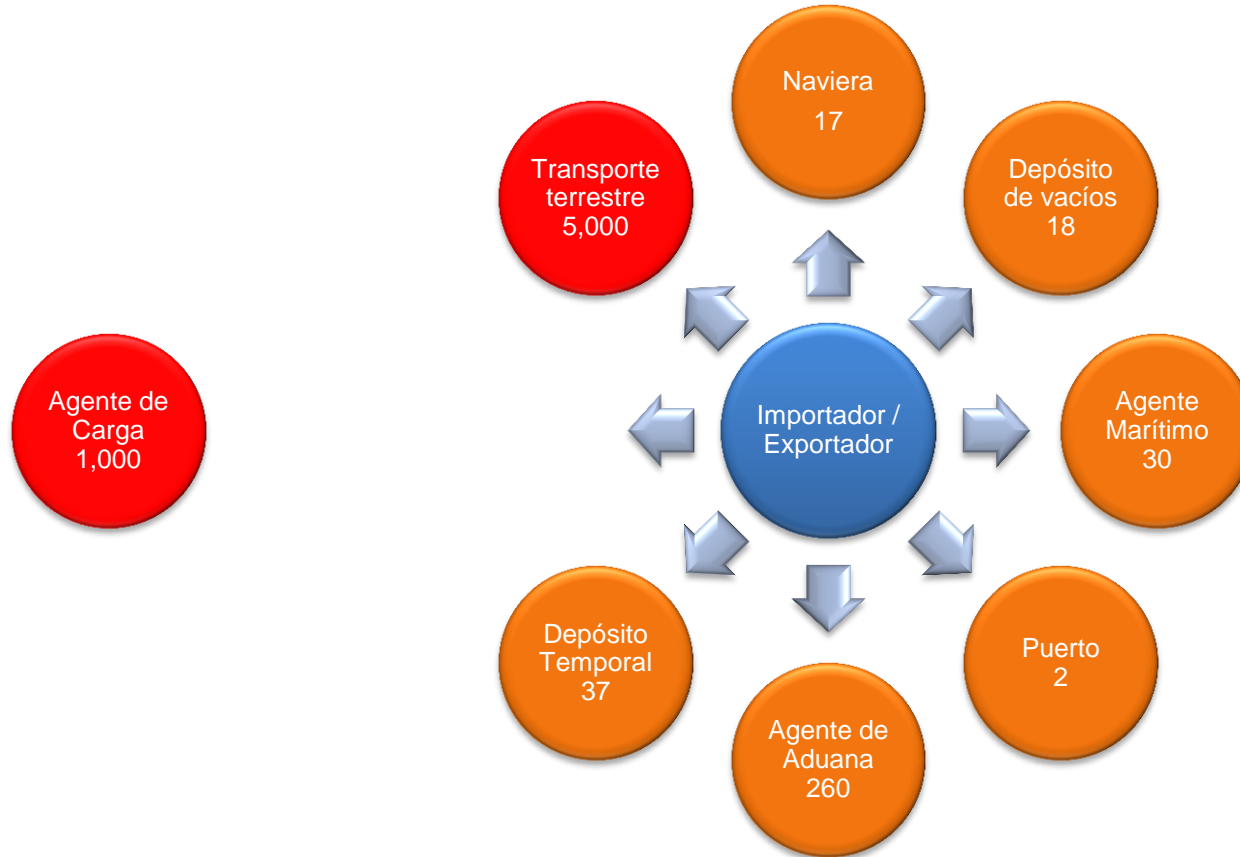 Naviera
17
Transporte
terrestre
5,000
Depósito
de vacíos
18
Agente de
Carga
1,000
Importador /
Exportador
Agente
Marítimo
30
Depósito
Temporal
37
Puerto
2
Agente de
Aduana
260